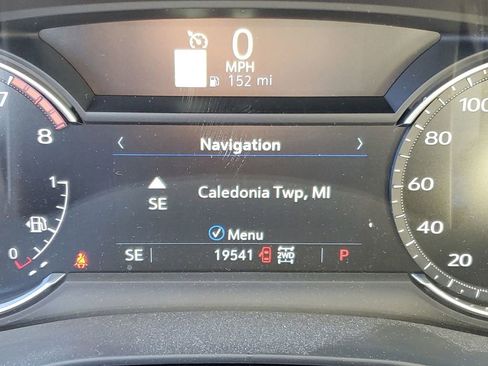 0
MPH
152 mi
7
8
100
80
60
40
20
< Navigation >
SE
Caledonia Twp, MI
Menu
1
0
SE
19541
2WD
P